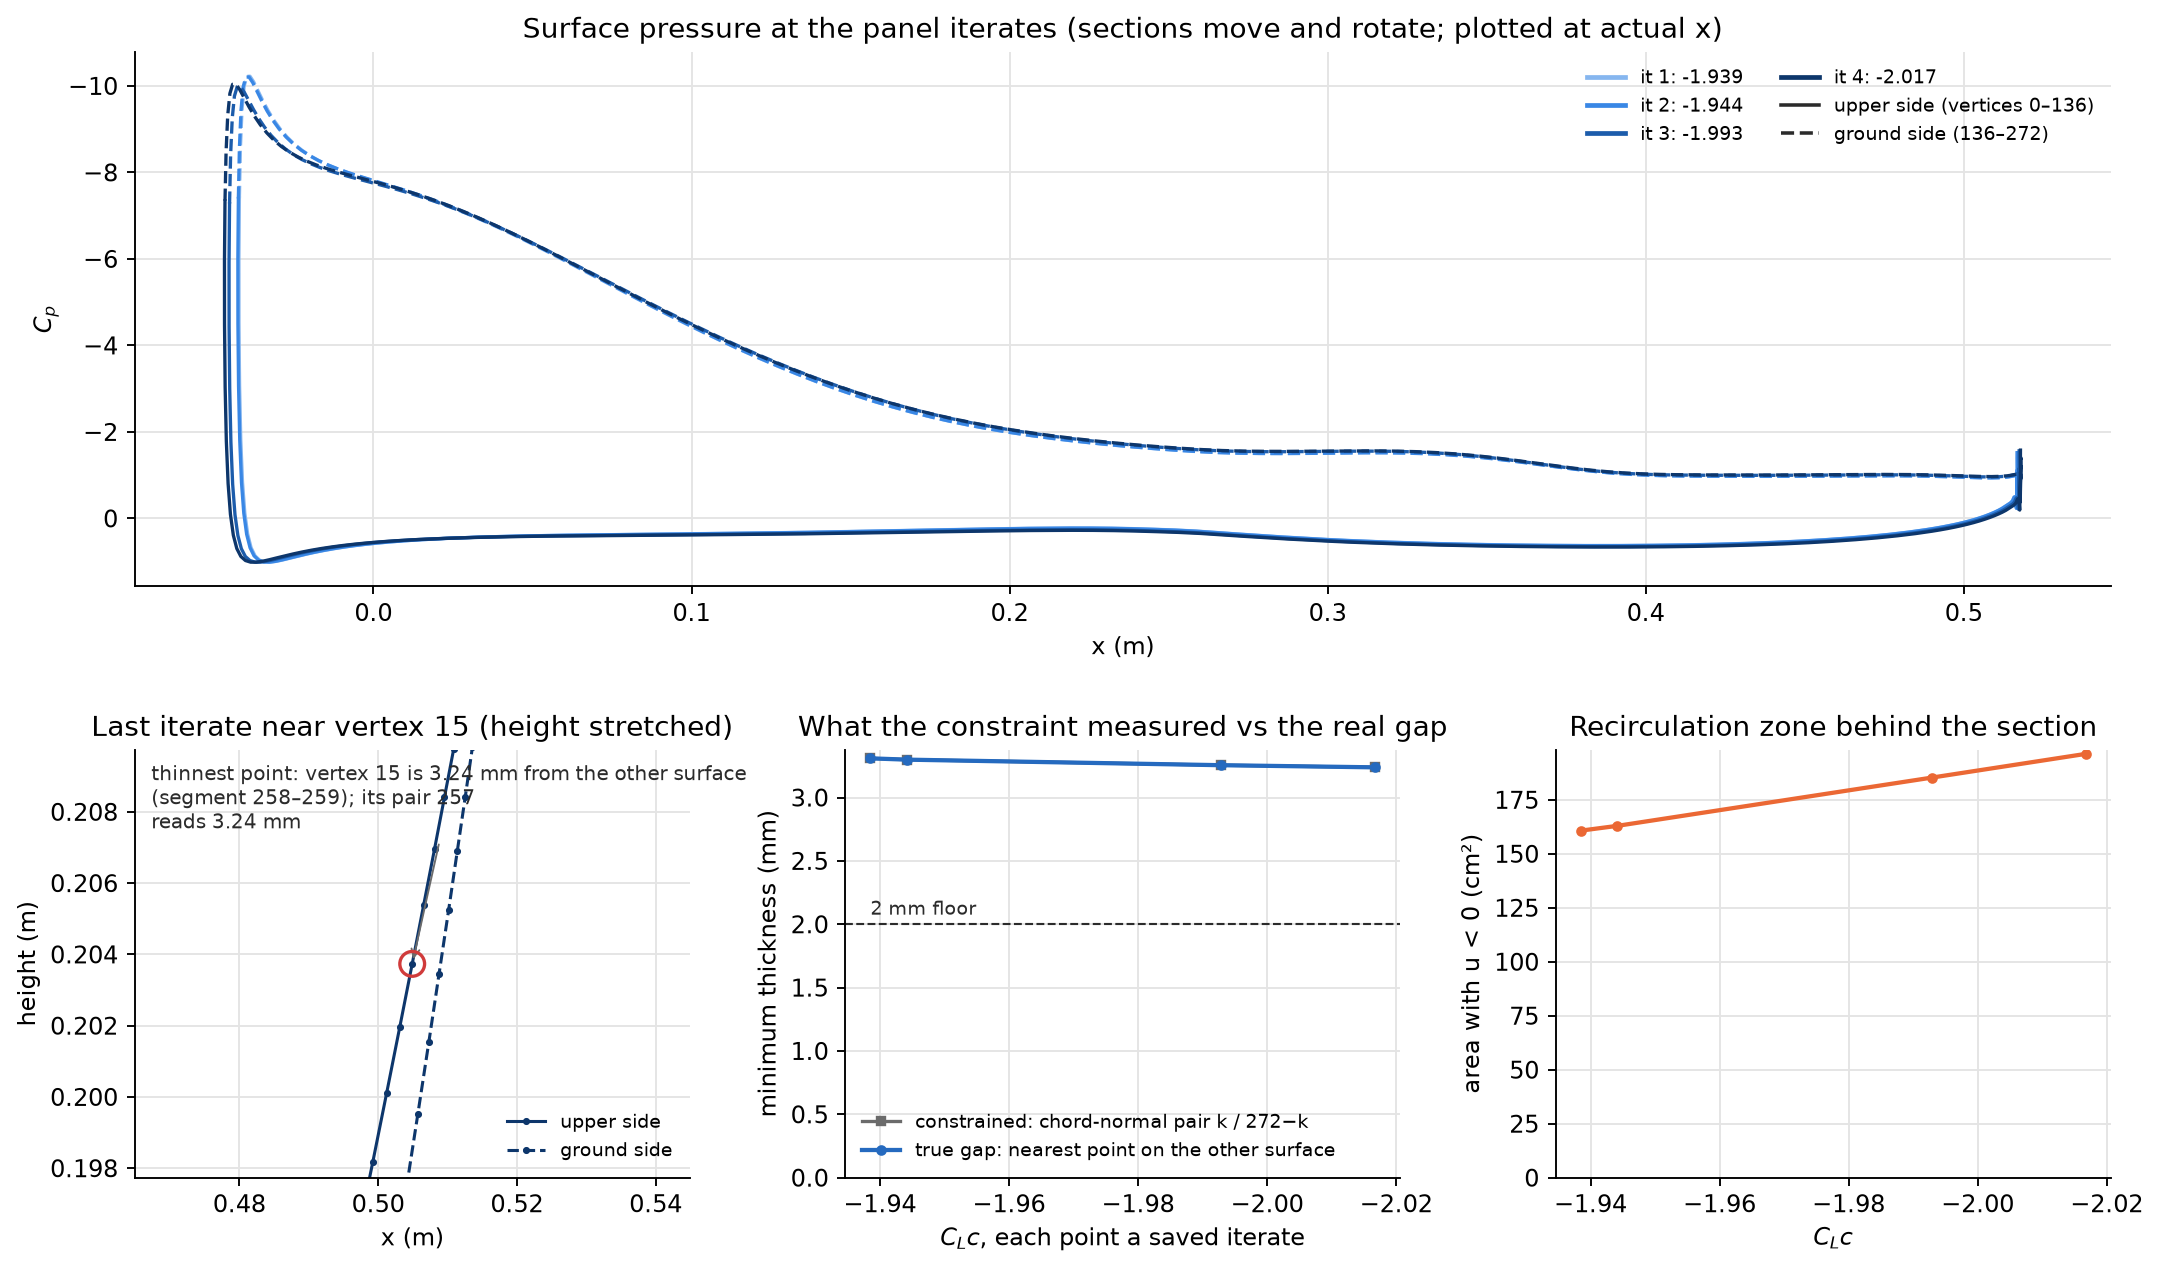 Surface pressure at the panel iterates (sections move and rotate; plotted at actual x)
−10
−8
−6
−4
−2
0
C_p
0.0 0.1 0.2 0.3 0.4 0.5
x (m)
it 1: -1.939
it 2: -1.944
it 3: -1.993
it 4: -2.017
upper side (vertices 0–136)
ground side (136–272)
Last iterate near vertex 15 (height stretched)
thinnest point: vertex 15 is 3.24 mm from the other surface
(segment 258–259); its pair 257
reads 3.24 mm
0.208
0.206
0.204
0.202
0.200
0.198
height (m)
upper side
ground side
0.48 0.50 0.52 0.54
x (m)
What the constraint measured vs the real gap
3.0
2.5
2.0
1.5
1.0
0.5
0.0
minimum thickness (mm)
2 mm floor
constrained: chord-normal pair k / 272−k
true gap: nearest point on the other surface
−1.94 −1.96 −1.98 −2.00 −2.02
C_Lc, each point a saved iterate
Recirculation zone behind the section
175
150
125
100
75
50
25
0
area with u < 0 (cm²)
−1.94 −1.96 −1.98 −2.00 −2.02
C_Lc